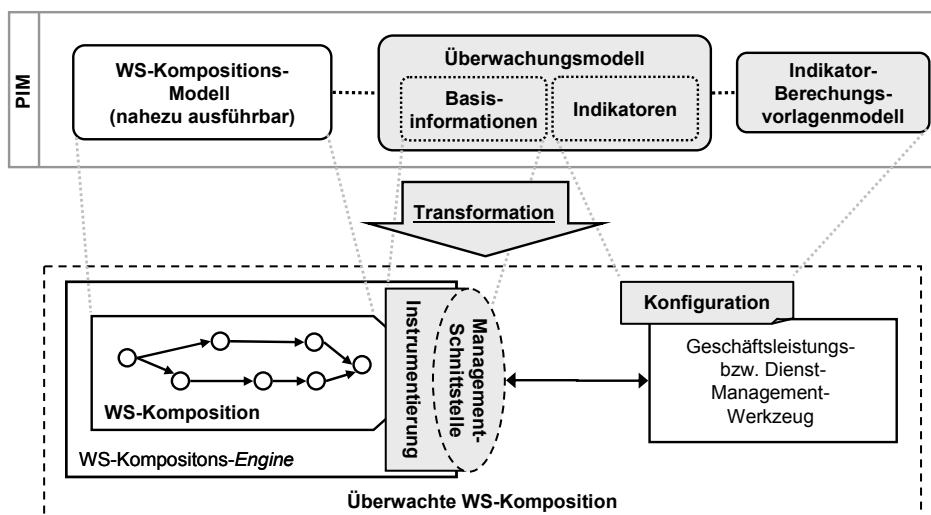 PIM
WS-Kompositions-
Modell
(nahezu ausführbar)
Überwachungsmodell
Basis-
informationen
Indikatoren
Indikator-
Berechungs-
vorlagenmodell
Transformation
WS-Komposition
WS-Kompositons-Engine
Instrumentierung
Management-
Schnittstelle
Konfiguration
Geschäftsleistungs-
bzw. Dienst-
Management-
Werkzeug
Überwachte WS-Komposition